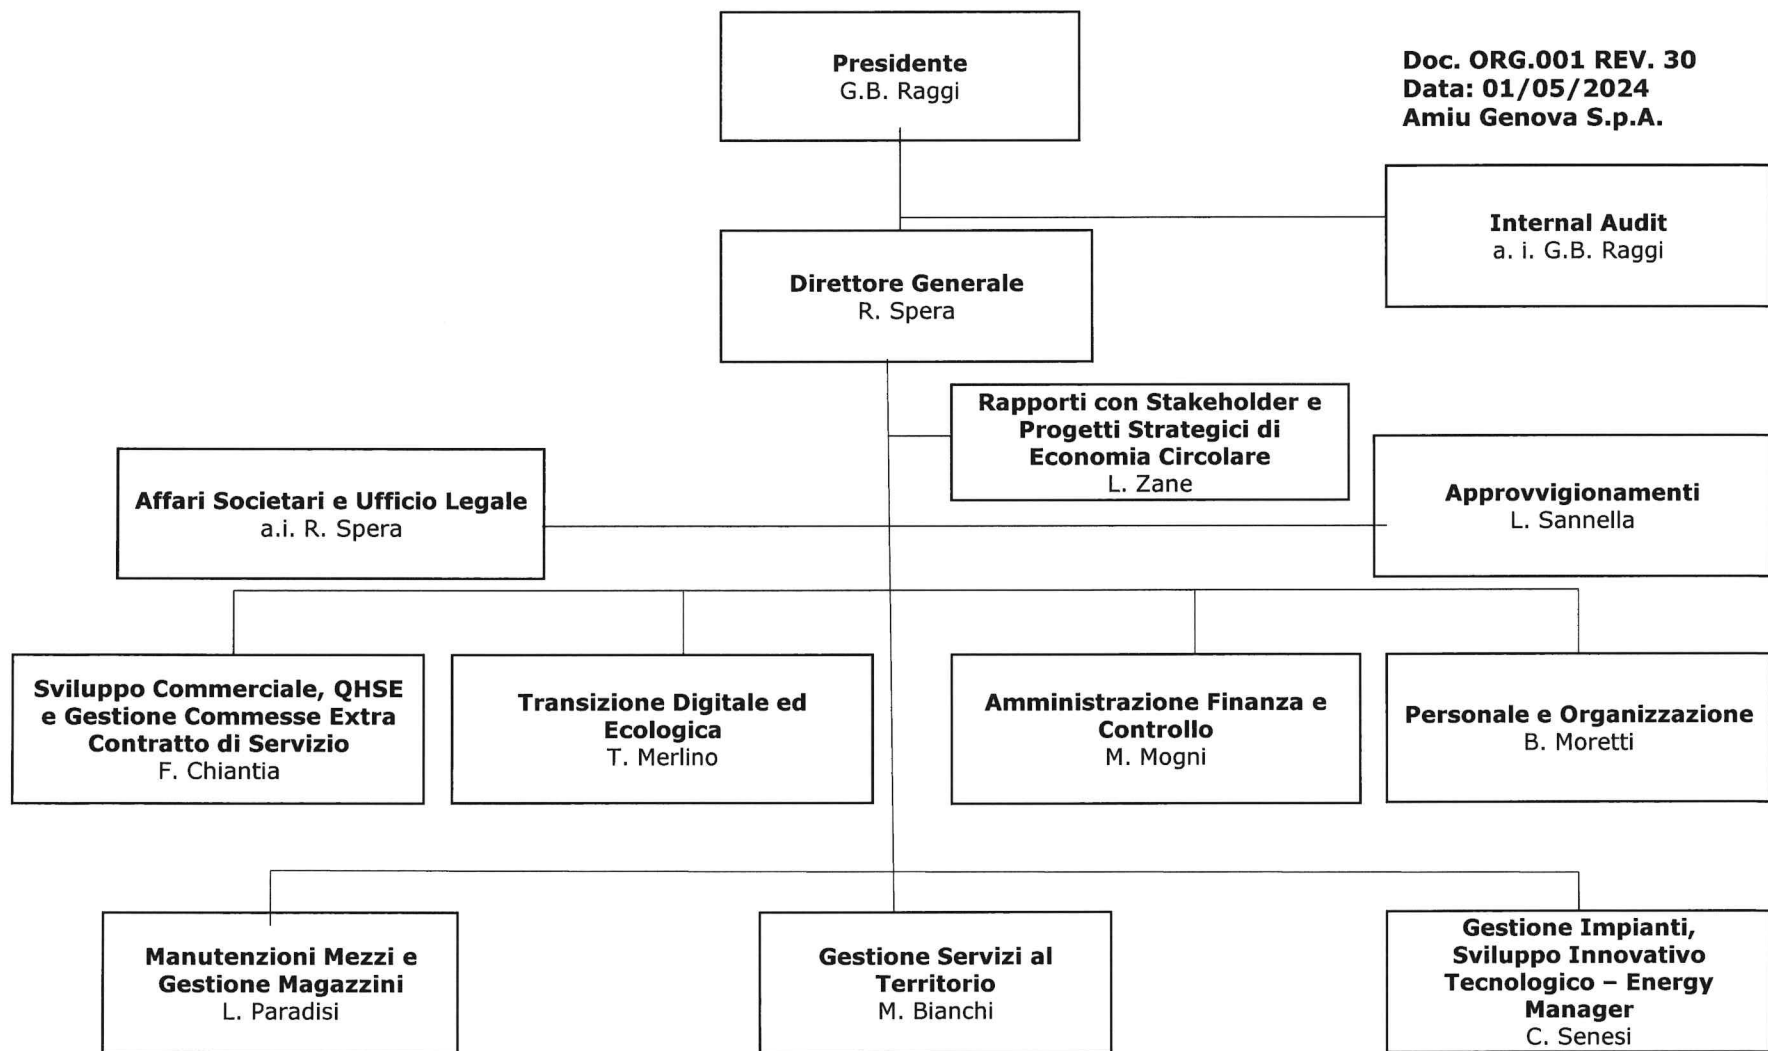 Presidente
G.B. Raggi
Doc. ORG.001 REV. 30
Data: 01/05/2024
Amiu Genova S.p.A.
Internal Audit
a. i. G.B. Raggi
Direttore Generale
R. Spera
Rapporti con Stakeholder e
Progetti Strategici di
Economia Circolare
L. Zane
Affari Societari e Ufficio Legale
a.i. R. Spera
Approvvigionamenti
L. Sannella
Sviluppo Commerciale, QHSE
e Gestione Commesse Extra
Contratto di Servizio
F. Chiantia
Transizione Digitale ed
Ecologica
T. Merlino
Amministrazione Finanza e
Controllo
M. Mogni
Personale e Organizzazione
B. Moretti
Manutenzioni Mezzi e
Gestione Magazzini
L. Paradisi
Gestione Servizi al
Territorio
M. Bianchi
Gestione Impianti,
Sviluppo Innovativo
Tecnologico – Energy
Manager
C. Senesi